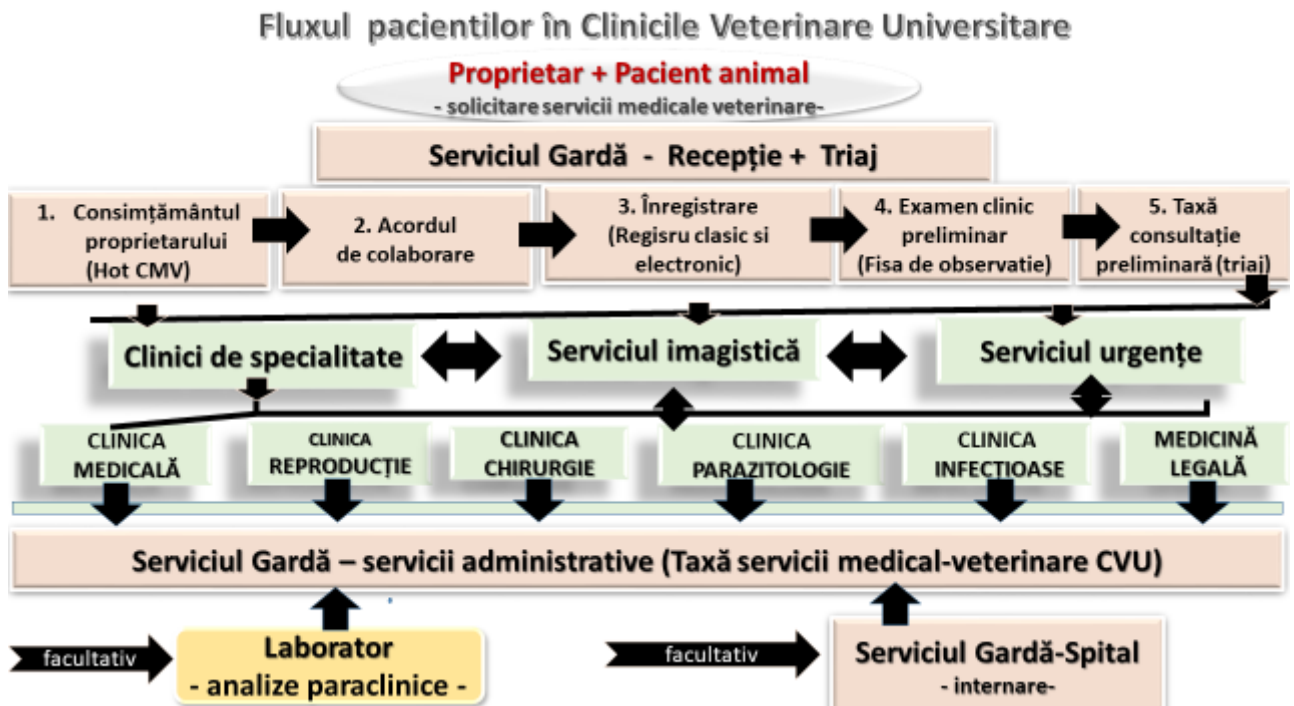 Fluxul pacientilor în Clinicile Veterinare Universitare
Proprietar + Pacient animal
- solicitare servicii medicale veterinare-
Serviciul Gardă - Recepție + Triaj
1. Consimțământul
proprietarului
(Hot CMV)
2. Acordul
de colaborare
3. Înregistrare
(Regisru clasic si
electronic)
4. Examen clinic
preliminar
(Fisa de observatie)
5. Taxă
consultație
preliminară (triaj)
Clinici de specialitate
Serviciul imagistică
Serviciul urgențe
CLINICA
MEDICALĂ
CLINICA
REPRODUCȚIE
CLINICA
CHIRURGIE
CLINICA
PARAZITOLOGIE
CLINICA
INFECȚIOASE
MEDICINĂ
LEGALĂ
Serviciul Gardă – servicii administrative (Taxă servicii medical-veterinare CVU)
facultativ
Laborator
- analize paraclinice -
facultativ
Serviciul Gardă-Spital
- internare-